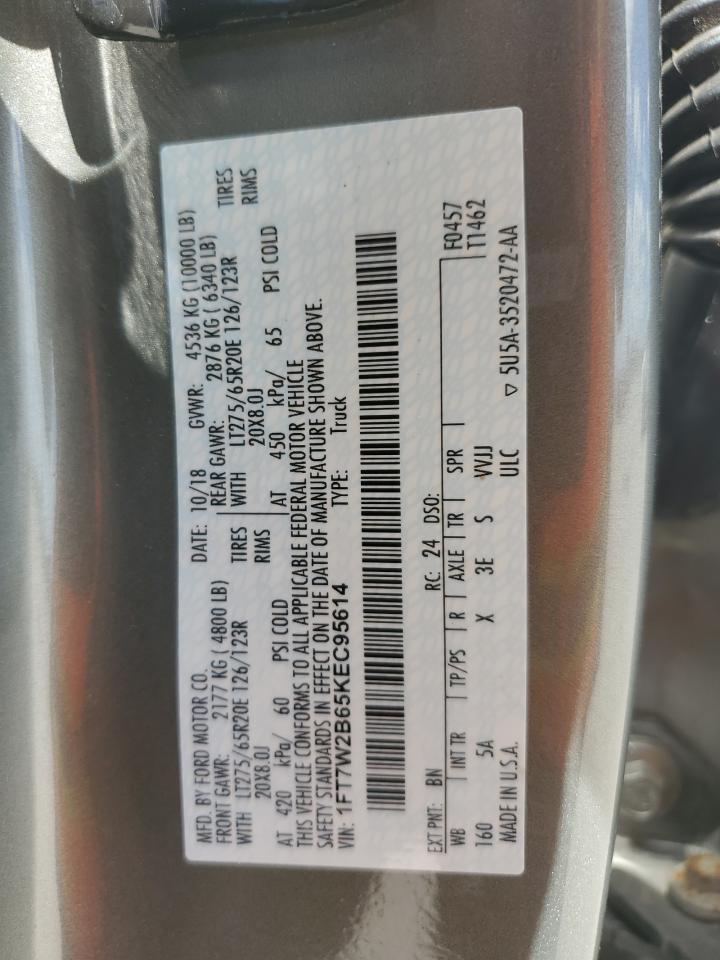 MFD. BY FORD MOTOR CO. DATE: 10/18 GVWR: 4536 KG (10000 LB)
FRONT GAWR: 2177 KG ( 4800 LB) REAR GAWR: 2876 KG ( 6340 LB)
WITH LT275/65R20E 126/123R TIRES WITH LT275/65R20E 126/123R TIRES
20X8.0J RIMS 20X8.0J RIMS
AT 420 kPa/ 60 PSI COLD AT 450 kPa/ 65 PSI COLD
THIS VEHICLE CONFORMS TO ALL APPLICABLE FEDERAL MOTOR VEHICLE
SAFETY STANDARDS IN EFFECT ON THE DATE OF MANUFACTURE SHOWN ABOVE.
VIN: 1FT7W2B65KEC95614 TYPE: Truck
EXT PNT: BN RC: 24 DSO: F0457
WB INT TR TP/PS R AXLE TR SPR T1462
160 5A X 3E S VVJJ
MADE IN U.S.A. ULC ▽ 5U5A-3520472-AA